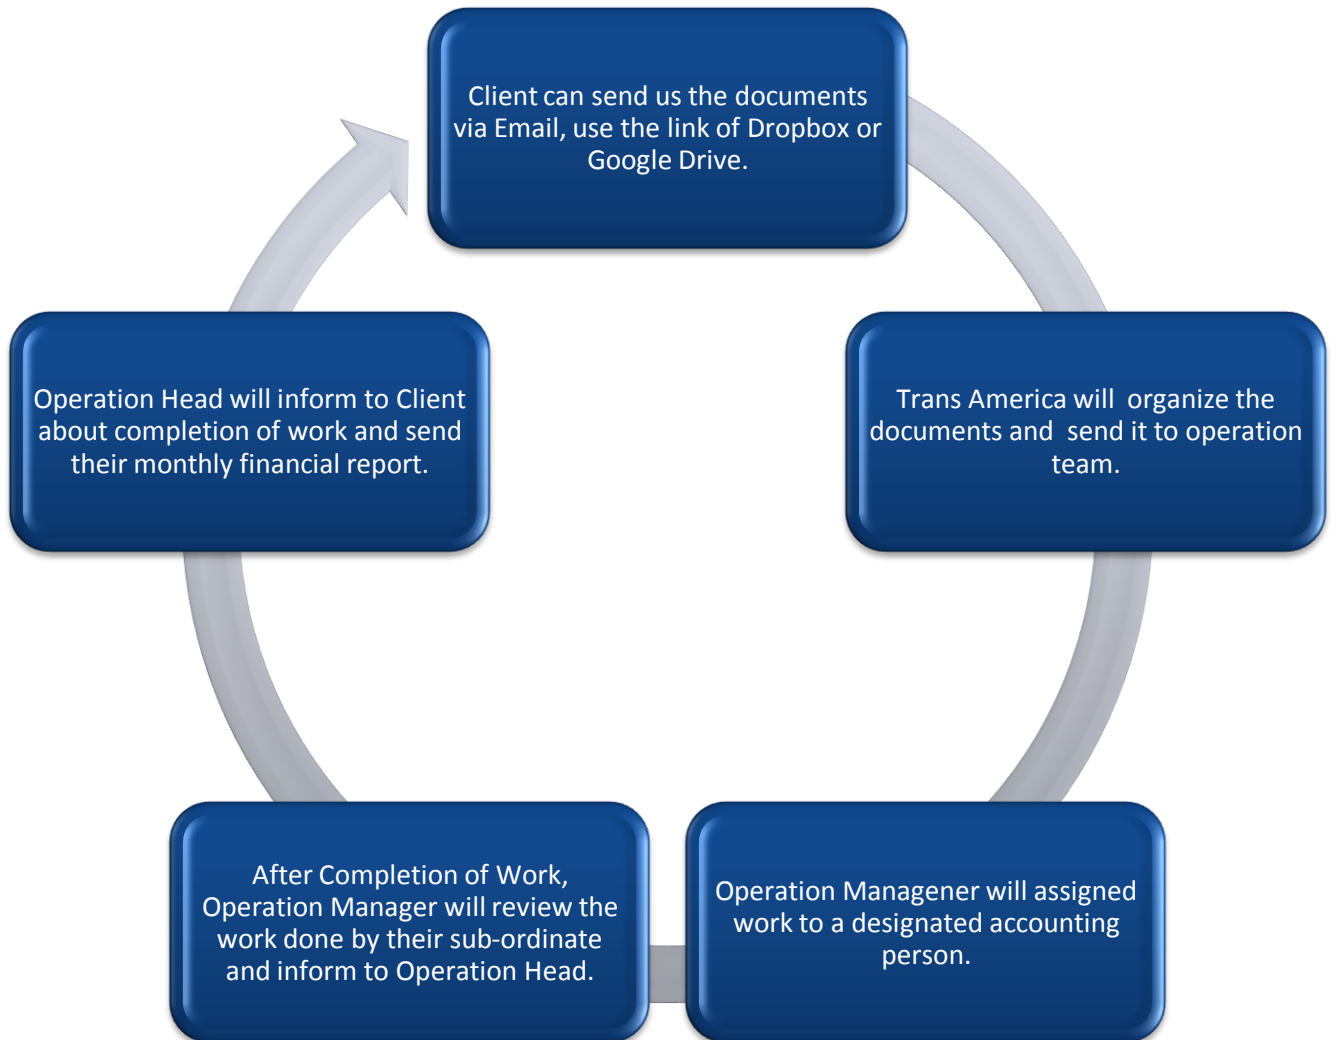 Client can send us the documents
via Email, use the link of Dropbox or
Google Drive.
Trans America will  organize the
documents and  send it to operation
team.
Operation Managener will assigned
work to a designated accounting
person.
After Completion of Work,
Operation Manager will review the
work done by their sub-ordinate
and inform to Operation Head.
Operation Head will inform to Client
about completion of work and send
their monthly financial report.